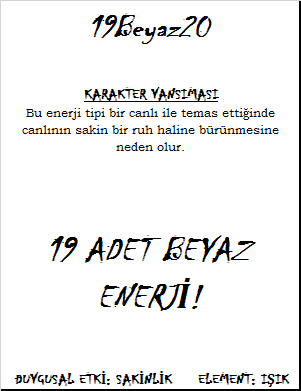 19Beyaz20
KARAKTER YANSIMASI
Bu enerji tipi bir canlı ile temas ettiğinde
canlının sakin bir ruh haline bürünmesine
neden olur.
19 ADET BEYAZ
ENERJİ!
DUYGUSAL ETKİ: SAKİNLİK ELEMENT: IŞIK